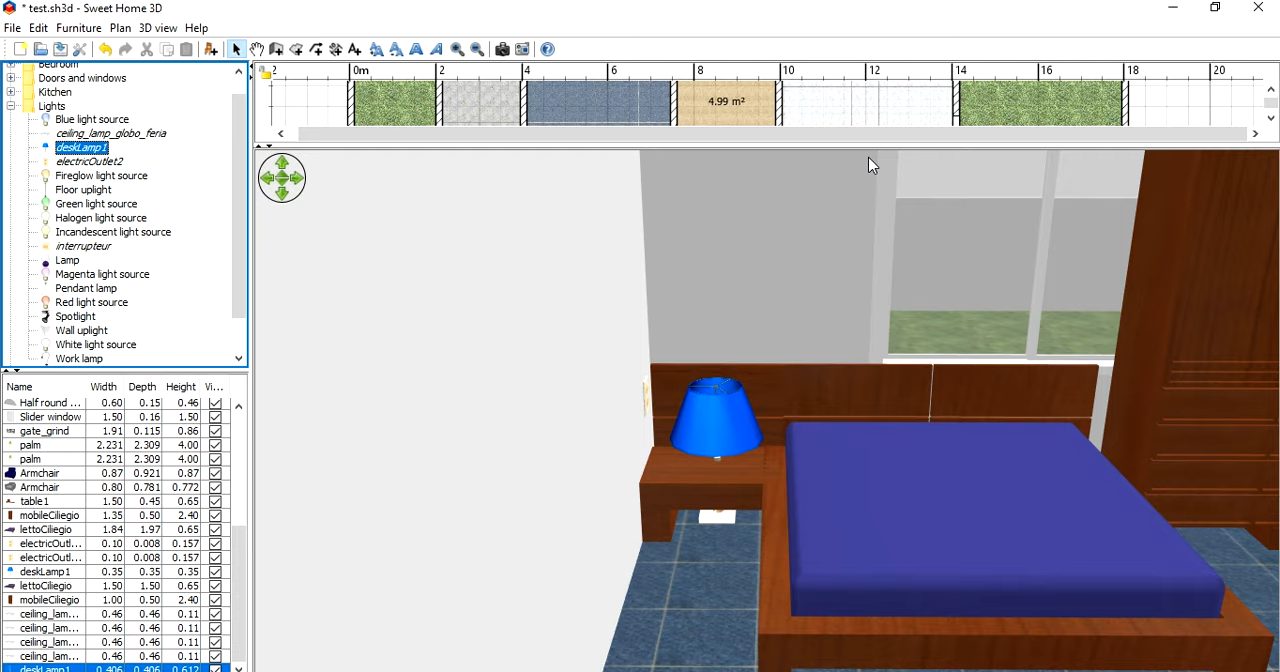 * test.sh3d - Sweet Home 3D
File Edit Furniture Plan 3D view Help
2 0m 2 4 6 8 10 12 14 16 18 20
4.99 m²
Bedroom
Doors and windows
Kitchen
Lights
Blue light source
ceiling_lamp_globo_feria
deskLamp1
electricOutlet2
Fireglow light source
Floor uplight
Green light source
Halogen light source
Incandescent light source
interrupteur
Lamp
Magenta light source
Pendant lamp
Red light source
Spotlight
Wall uplight
White light source
Work lamp
Name Width Depth Height Vi...
Half round ... 0.60 0.15 0.46
Slider window 1.50 0.16 1.50
gate_grind 1.91 0.115 0.86
palm 2.231 2.309 4.00
palm 2.231 2.309 4.00
Armchair 0.87 0.921 0.87
Armchair 0.80 0.781 0.772
table1 1.50 0.45 0.65
mobileCiliegio 1.35 0.50 2.40
lettoCiliegio 1.84 1.97 0.65
electricOutl... 0.10 0.008 0.157
electricOutl... 0.10 0.008 0.157
deskLamp1 0.35 0.35 0.35
lettoCiliegio 1.50 1.50 0.65
mobileCiliegio 1.00 0.50 2.40
ceiling_lam... 0.46 0.46 0.11
ceiling_lam... 0.46 0.46 0.11
ceiling_lam... 0.46 0.46 0.11
ceiling_lam... 0.46 0.46 0.11
deskLamp1 0.406 0.406 0.612